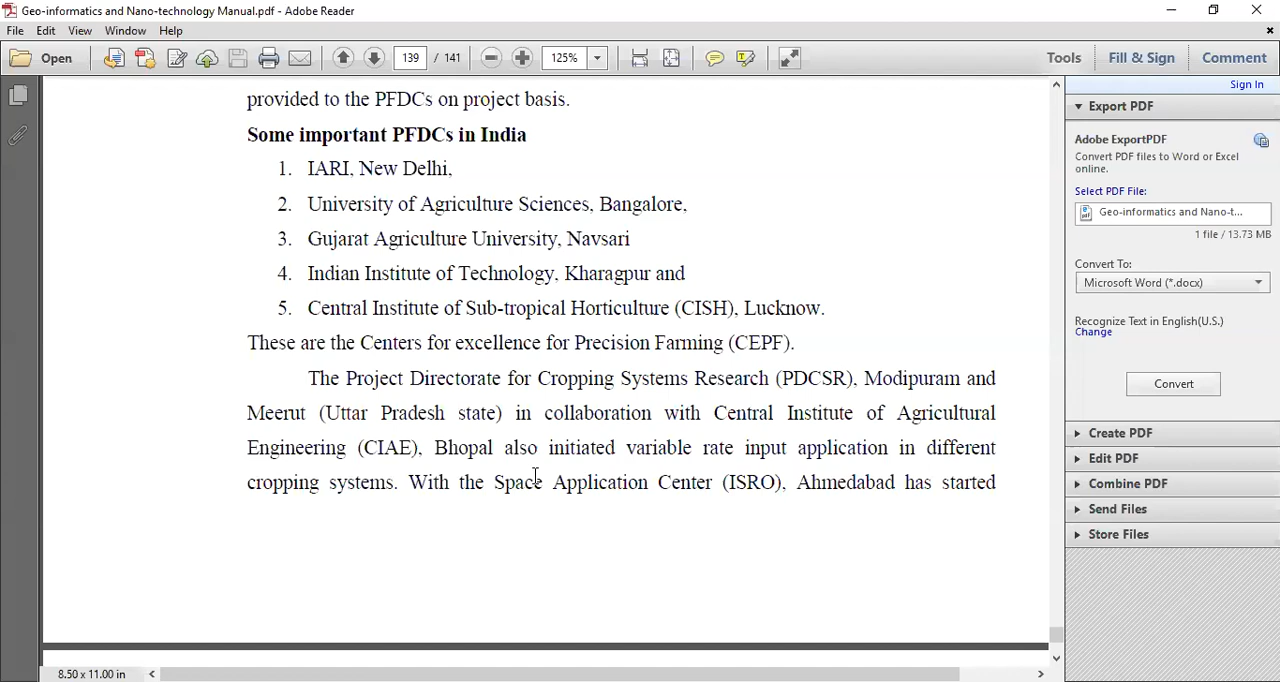 Geo-informatics and Nano-technology Manual.pdf - Adobe Reader
File Edit View Window Help
Open 139 / 141 125% Tools Fill & Sign Comment
Sign In
provided to the PFDCs on project basis.
Some important PFDCs in India
1. IARI, New Delhi,
2. University of Agriculture Sciences, Bangalore,
3. Gujarat Agriculture University, Navsari
4. Indian Institute of Technology, Kharagpur and
5. Central Institute of Sub-tropical Horticulture (CISH), Lucknow.
These are the Centers for excellence for Precision Farming (CEPF).
The Project Directorate for Cropping Systems Research (PDCSR), Modipuram and
Meerut (Uttar Pradesh state) in collaboration with Central Institute of Agricultural
Engineering (CIAE), Bhopal also initiated variable rate input application in different
cropping systems. With the Space Application Center (ISRO), Ahmedabad has started
8.50 x 11.00 in
Export PDF
Adobe ExportPDF
Convert PDF files to Word or Excel
online.
Select PDF File:
Geo-informatics and Nano-t...
1 file / 13.73 MB
Convert To:
Microsoft Word (*.docx)
Recognize Text in English(U.S.)
Change
Convert
Create PDF
Edit PDF
Combine PDF
Send Files
Store Files